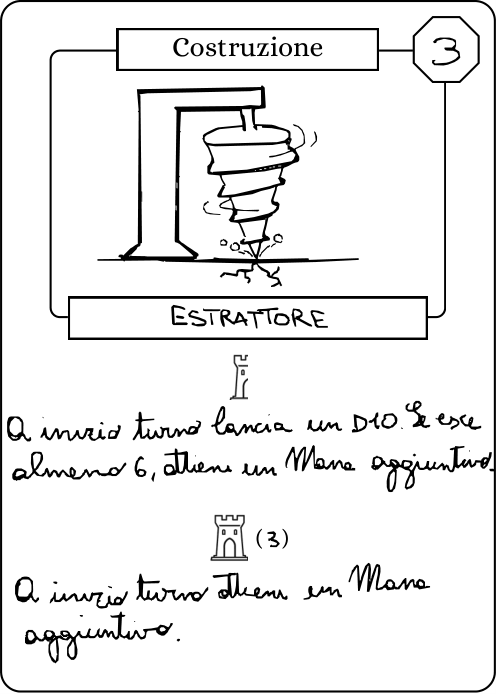 Costruzione
3
ESTRATTORE
A inizio turno lancia un D10. Se esce
almeno 6, ottieni un Mana aggiuntivo.
(3)
A inizio turno ottieni un Mana
aggiuntivo.